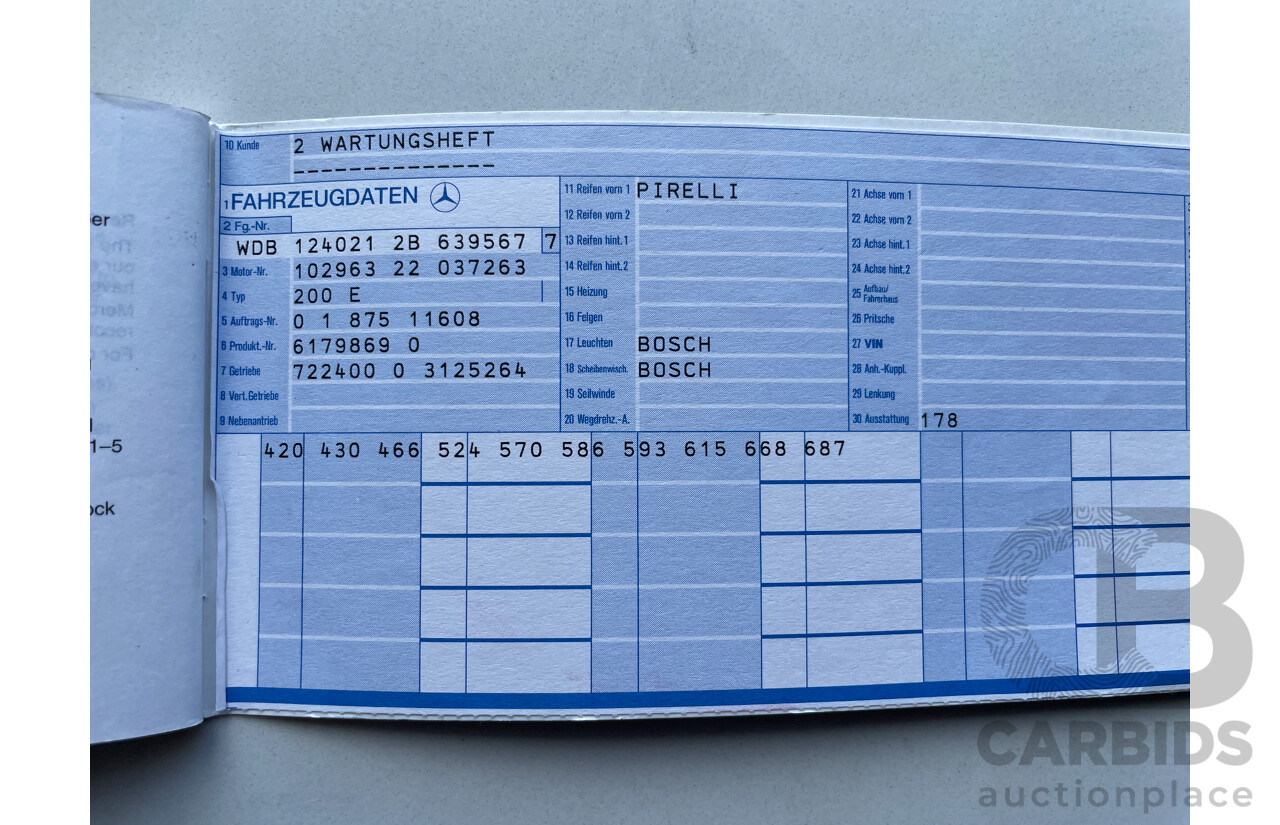 10 Kunde 2 WARTUNGSHEFT
--------------
1 FAHRZEUGDATEN
2 Fg.-Nr.
WDB 124021 2B 639567 7
3 Motor-Nr. 102963 22 037263
4 Typ 200 E
5 Auftrags-Nr. 0 1 875 11608
6 Produkt.-Nr. 6179869 0
7 Getriebe 722400 0 3125264
8 Vert.Getriebe
9 Nebenantrieb
11 Reifen vorn 1 PIRELLI
12 Reifen vorn 2
13 Reifen hint.1
14 Reifen hint.2
15 Heizung
16 Felgen
17 Leuchten BOSCH
18 Scheibenwisch. BOSCH
19 Seilwinde
20 Wegdrehz.-A.
21 Achse vorn 1
22 Achse vorn 2
23 Achse hint.1
24 Achse hint.2
25 Aufbau/
Fahrerhaus
26 Pritsche
27 VIN
28 Anh.-Kuppl.
29 Lenkung
30 Ausstattung 178
420 430 466 524 570 586 593 615 668 687
er
1–5
ock
CB
CARBIDS
auctionplace